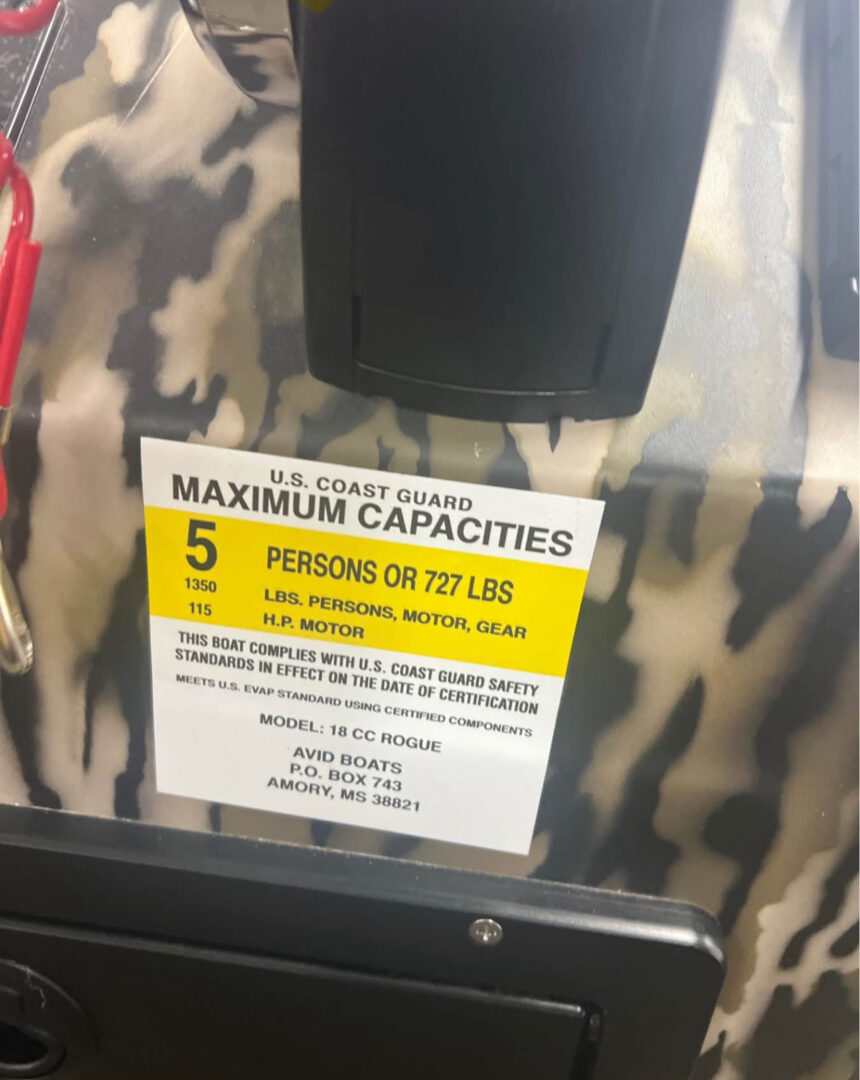 U.S. COAST GUARD
MAXIMUM CAPACITIES
5 PERSONS OR 727 LBS
1350 LBS. PERSONS, MOTOR, GEAR
115 H.P. MOTOR
THIS BOAT COMPLIES WITH U.S. COAST GUARD SAFETY
STANDARDS IN EFFECT ON THE DATE OF CERTIFICATION
MEETS U.S. EVAP STANDARD USING CERTIFIED COMPONENTS
MODEL: 18 CC ROGUE
AVID BOATS
P.O. BOX 743
AMORY, MS 38821